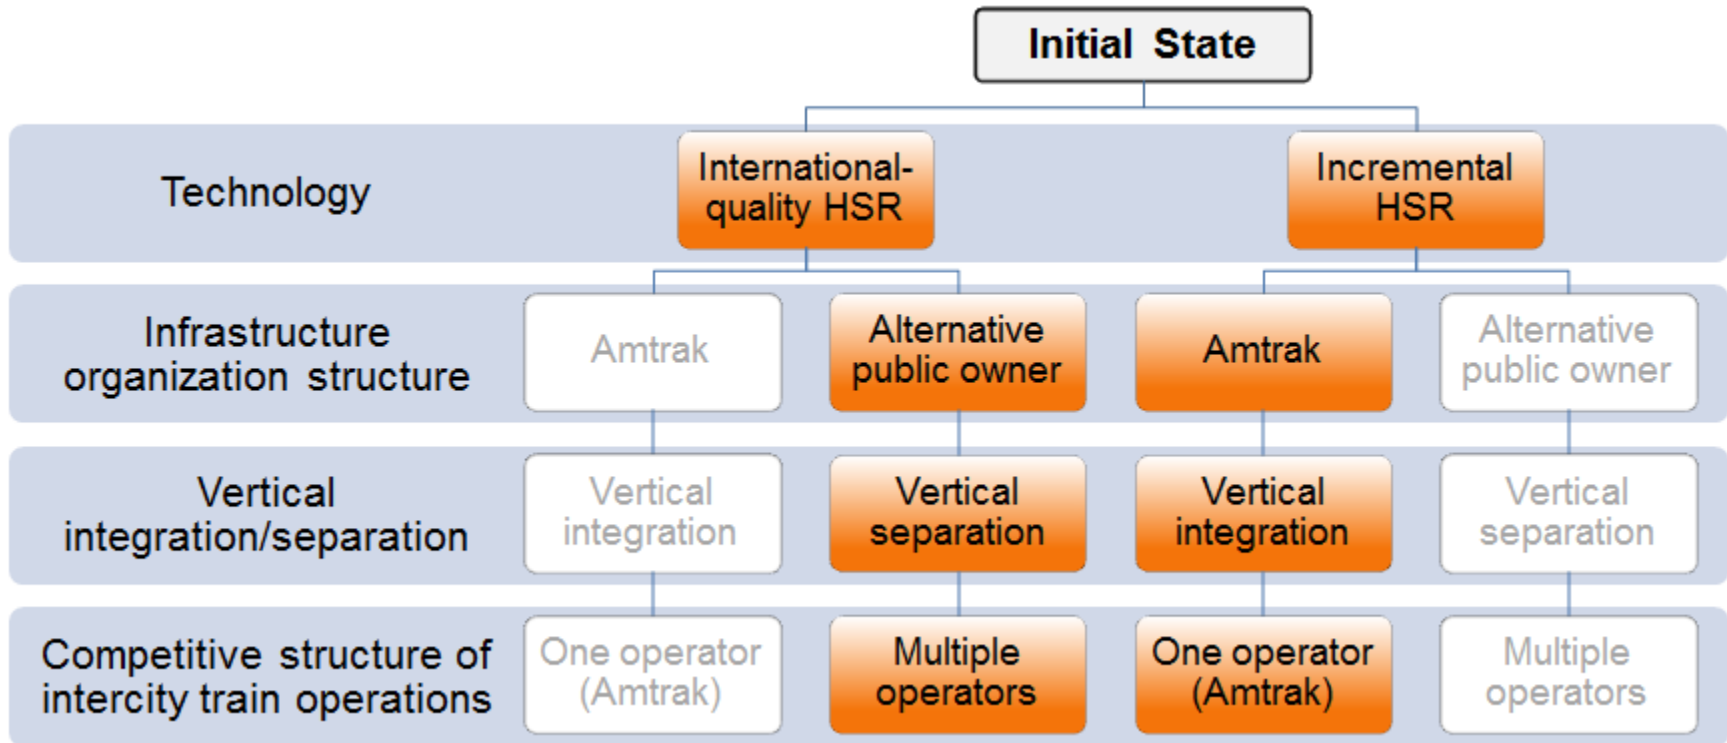 Initial State
Technology
International-
quality HSR
Incremental
HSR
Infrastructure
organization structure
Amtrak
Alternative
public owner
Amtrak
Alternative
public owner
Vertical
integration/separation
Vertical
integration
Vertical
separation
Vertical
integration
Vertical
separation
Competitive structure of
intercity train operations
One operator
(Amtrak)
Multiple
operators
One operator
(Amtrak)
Multiple
operators